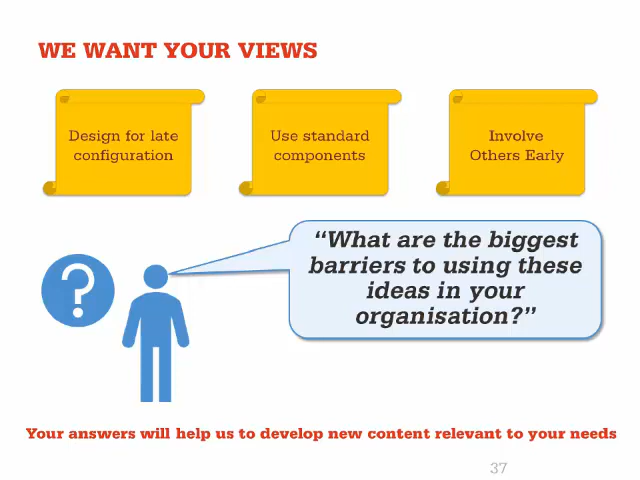 WE WANT YOUR VIEWS
Design for late
configuration
Use standard
components
Involve
Others Early
“What are the biggest
barriers to using these
ideas in your
organisation?”
?
Your answers will help us to develop new content relevant to your needs
37